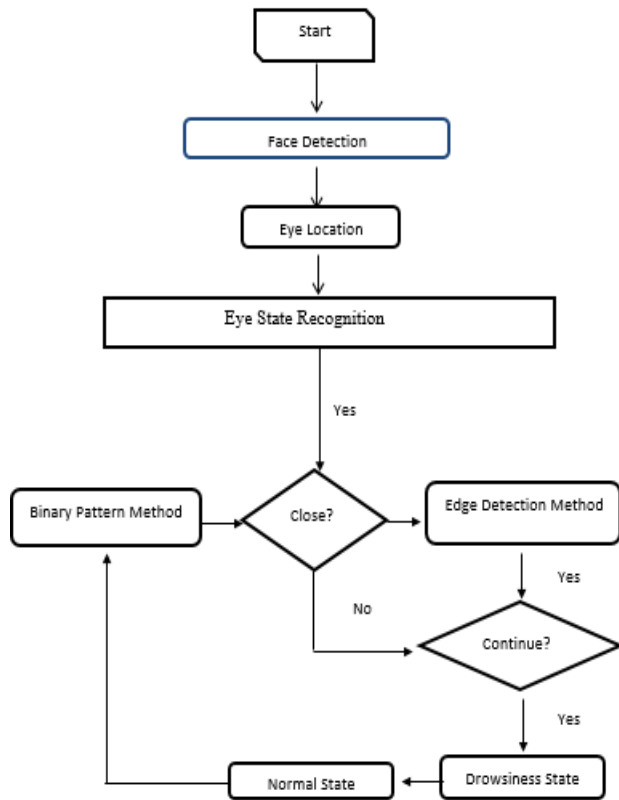 Start
Face Detection
Eye Location
Eye State Recognition
Yes
Binary Pattern Method
Close?
Edge Detection Method
Yes
No
Continue?
Yes
Normal State
Drowsiness State